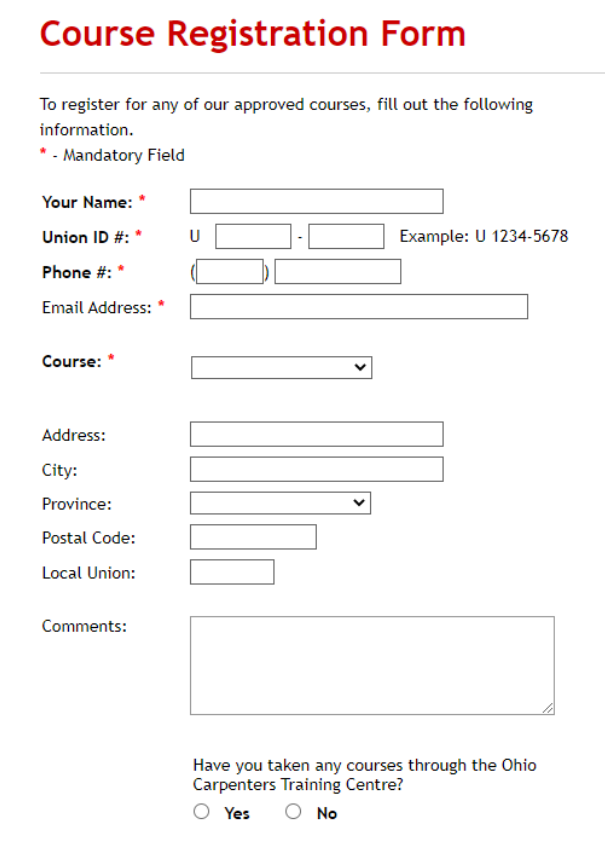 Course Registration Form
To register for any of our approved courses, fill out the following
information.
* - Mandatory Field
Your Name: *
Union ID #: * U - Example: U 1234-5678
Phone #: * ( )
Email Address: *
Course: *
Address:
City:
Province:
Postal Code:
Local Union:
Comments:
Have you taken any courses through the Ohio
Carpenters Training Centre?
Yes No